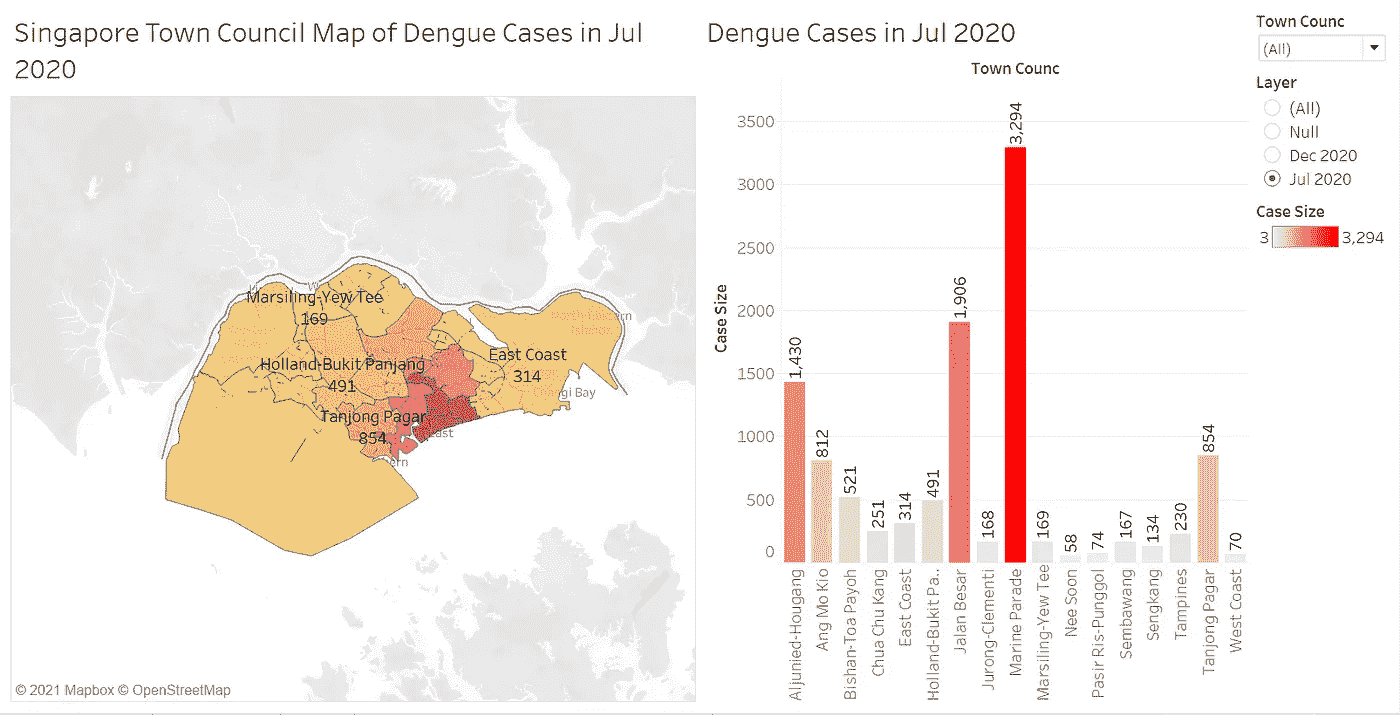 Singapore Town Council Map of Dengue Cases in Jul
2020
Marsiling-Yew Tee
169
Holland-Bukit Panjang
491
East Coast
314
Tanjong Pagar
854
© 2021 Mapbox © OpenStreetMap
Dengue Cases in Jul 2020
Town Counc
Case Size
3500
3000
2500
2000
1500
1000
500
0
1,430
812
521
251
314
491
1,906
168
3,294
169
58
74
167
134
230
854
70
Aljunied-Hougang
Ang Mo Kio
Bishan-Toa Payoh
Chua Chu Kang
East Coast
Holland-Bukit Pa..
Jalan Besar
Jurong-Clementi
Marine Parade
Marsiling-Yew Tee
Nee Soon
Pasir Ris-Punggol
Sembawang
Sengkang
Tampines
Tanjong Pagar
West Coast
Town Counc
(All)
Layer
(All)
Null
Dec 2020
Jul 2020
Case Size
3
3,294